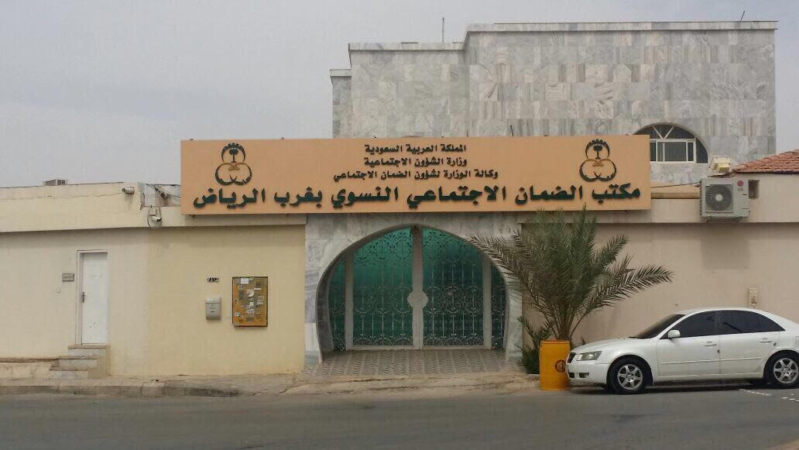 المملكة العربية السعودية
وزارة الشؤون الاجتماعية
وكالة الوزارة لشؤون الضمان الاجتماعي
مكتب الضمان الاجتماعي النسوي بغرب الرياض